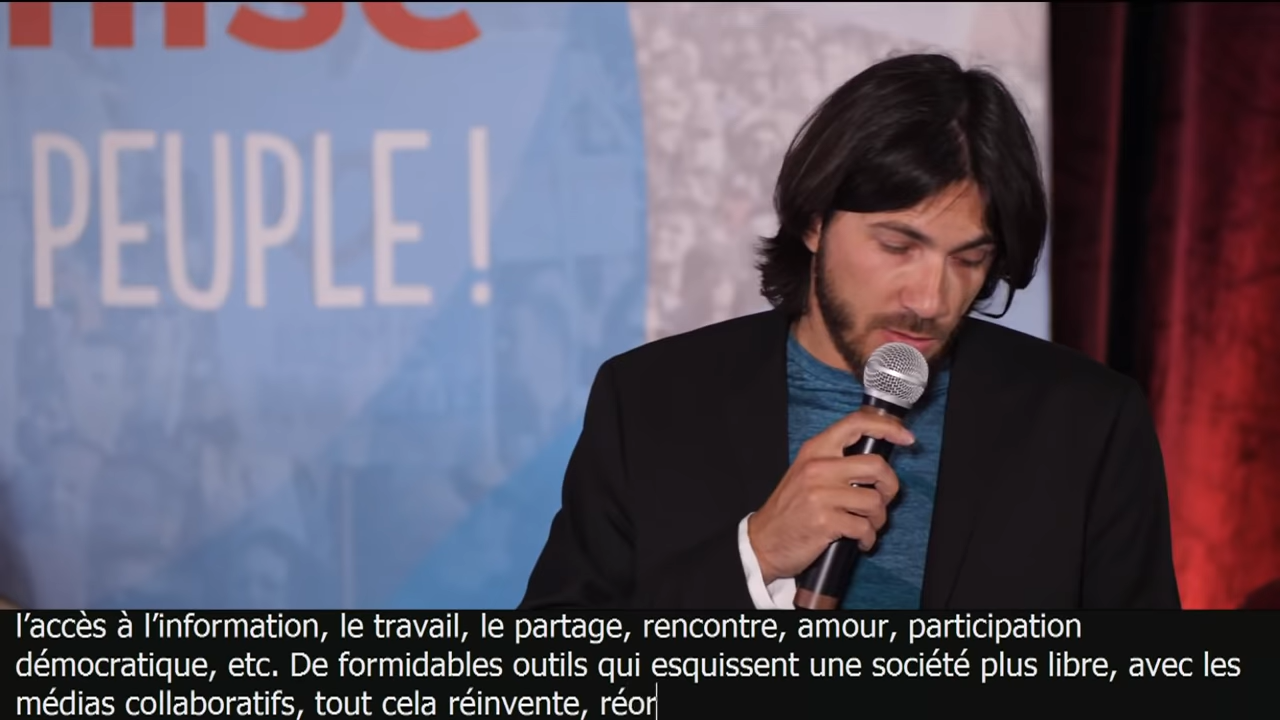 PEUPLE !
l’accès à l’information, le travail, le partage, rencontre, amour, participation
démocratique, etc. De formidables outils qui esquissent une société plus libre, avec les
médias collaboratifs, tout cela réinvente, réor